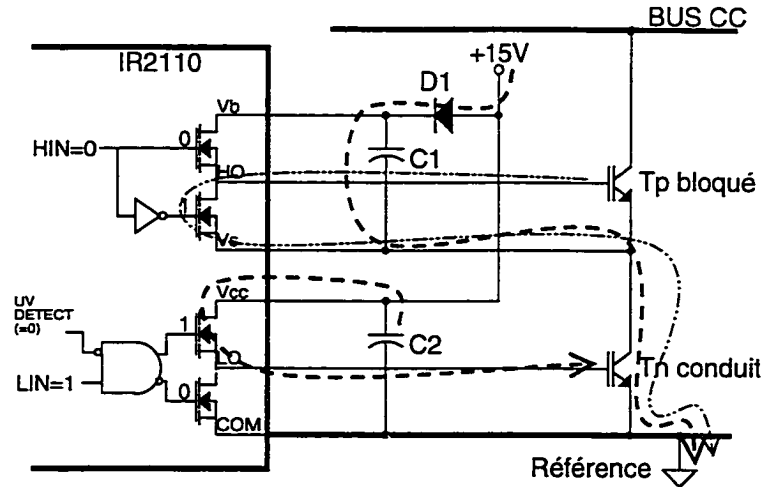 BUS CC
+15V
IR2110
D1
Vb
0
HIN=0
C1
HO
Tp bloqué
1
Vs
Vcc
UV
DETECT
(=0)
1
C2
LO
Tn conduit
LIN=1
0
COM
Référence